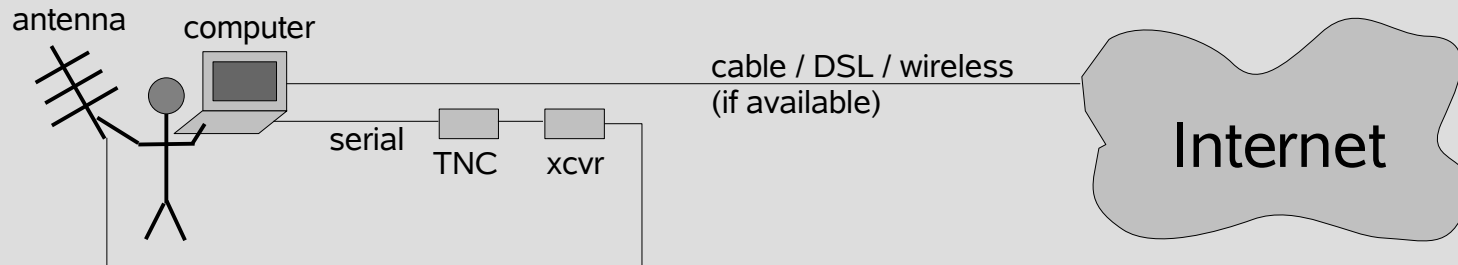 antenna
computer
cable / DSL / wireless
(if available)
serial
TNC
xcvr
Internet